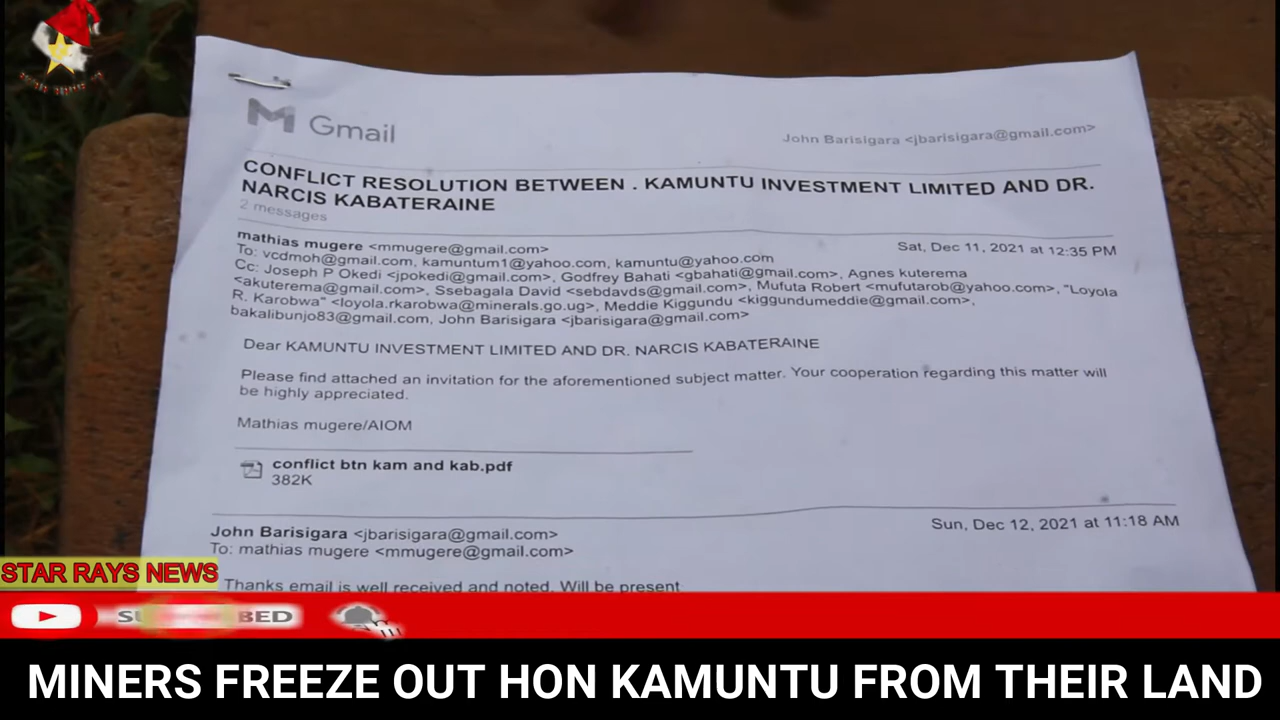 Gmail
John Barisigara <jbarisigara@gmail.com>
CONFLICT RESOLUTION BETWEEN . KAMUNTU INVESTMENT LIMITED AND DR.
NARCIS KABATERAINE
2 messages
mathias mugere <mmugere@gmail.com>
Sat, Dec 11, 2021 at 12:35 PM
To: vcdmoh@gmail.com, kamuntum1@yahoo.com, kamuntu@yahoo.com
Cc: Joseph P Okedi <jpokedi@gmail.com>, Godfrey Bahati <gbahati@gmail.com>, Agnes kuterema
<akuterema@gmail.com>, Ssebagala David <sebdavds@gmail.com>, Mufuta Robert <mufutarob@yahoo.com>, "Loyola
R. Karobwa" <loyola.rkarobwa@minerals.go.ug>, Meddie Kiggundu <kiggundumeddie@gmail.com>,
bakalibunjo83@gmail.com, John Barisigara <jbarisigara@gmail.com>
Dear KAMUNTU INVESTMENT LIMITED AND DR. NARCIS KABATERAINE
Please find attached an invitation for the aforementioned subject matter. Your cooperation regarding this matter will
be highly appreciated.
Mathias mugere/AIOM
conflict btn kam and kab.pdf
382K
John Barisigara <jbarisigara@gmail.com>
Sun, Dec 12, 2021 at 11:18 AM
To: mathias mugere <mmugere@gmail.com>
Thanks email is well received and noted. Will be present
STAR RAYS NEWS
MINERS FREEZE OUT HON KAMUNTU FROM THEIR LAND